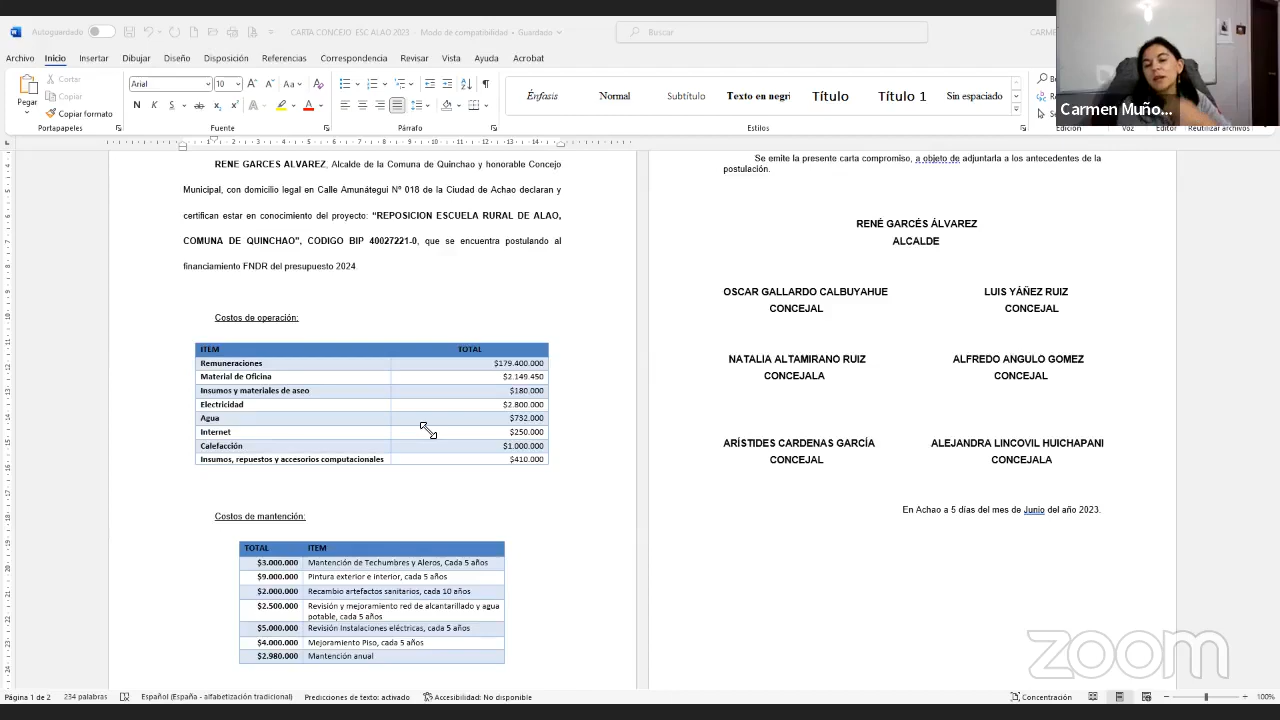 Autoguardado
CARTA CONCEJO ESC ALAO 2023 - Modo de compatibilidad • Guardado
Buscar
CARME
Archivo Inicio Insertar Dibujar Diseño Disposición Referencias Correspondencia Revisar Vista Ayuda
Pegar
Cortar
Copiar
Copiar formato
Portapapeles
Arial 10
N K S
Fuente
Párrafo
Énfasis Normal Subtítulo Texto en negri Título Título 1 Sin espaciado
Estilos
Edición Voz Editor Reutilizar archivos
Carmen Muño...
RENE GARCES ALVAREZ, Alcalde de la Comuna de Quinchao y honorable Concejo
Municipal, con domicilio legal en Calle Amunátegui Nº 018 de la Ciudad de Achao declaran y
certifican estar en conocimiento del proyecto: “REPOSICION ESCUELA RURAL DE ALAO,
COMUNA DE QUINCHAO”, CODIGO BIP 40027221-0, que se encuentra postulando al
financiamiento FNDR del presupuesto 2024
Costos de operación:
ITEM TOTAL
Remuneraciones $179.400.000
Material de Oficina $2.149.450
Insumos y materiales de aseo $180.000
Electricidad $2.800.000
Agua $732.000
Internet $250.000
Calefacción $1.000.000
Insumos, repuestos y accesorios computacionales $410.000
Costos de mantención:
TOTAL ITEM
$3.000.000 Mantención de Techumbres y Aleros, Cada 5 años
$9.000.000 Pintura exterior e interior, cada 5 años
$2.000.000 Recambio artefactos sanitarios, cada 10 años
$2.500.000 Revisión y mejoramiento red de alcantarillado y agua
potable, cada 5 años
$5.000.000 Revisión Instalaciones eléctricas, cada 5 años
$4.000.000 Mejoramiento Piso, cada 5 años
$2.980.000 Mantención anual
Se emite la presente carta compromiso, a objeto de adjuntarla a los antecedentes de la
postulación.
RENÉ GARCÉS ÁLVAREZ
ALCALDE
OSCAR GALLARDO CALBUYAHUE LUIS YÁÑEZ RUIZ
CONCEJAL CONCEJAL
NATALIA ALTAMIRANO RUIZ ALFREDO ANGULO GOMEZ
CONCEJALA CONCEJAL
ARÍSTIDES CARDENAS GARCÍA ALEJANDRA LINCOVIL HUICHAPANI
CONCEJAL CONCEJALA
En Achao a 5 días del mes de Junio del año 2023.
zoom
Página 1 de 2 234 palabras Español (España - alfabetización tradicional) Predicciones de texto: activado Accesibilidad: No disponible Concentración 100%